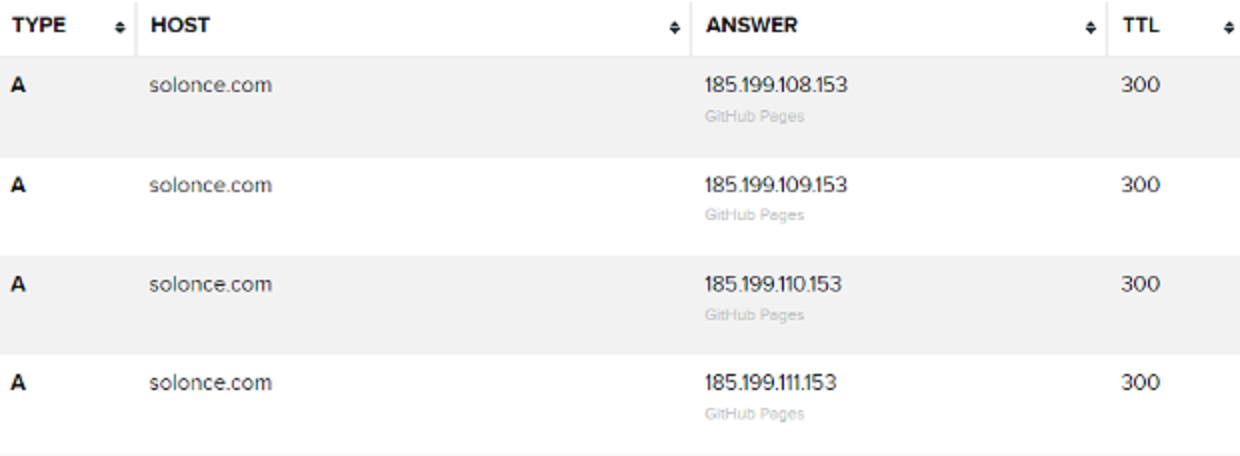 TYPE HOST ANSWER TTL
A solonce.com 185.199.108.153 300
GitHub Pages
A solonce.com 185.199.109.153 300
GitHub Pages
A solonce.com 185.199.110.153 300
GitHub Pages
A solonce.com 185.199.111.153 300
GitHub Pages